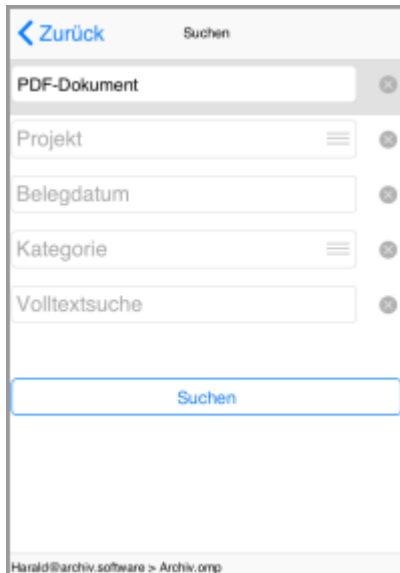 Zurück Suchen
PDF-Dokument
Projekt
Belegdatum
Kategorie
Volltextsuche
Suchen
Harald@archiv.software > Archiv.omp